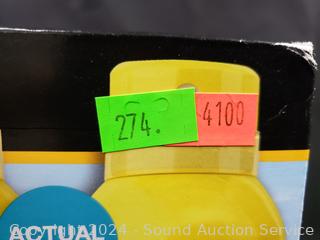 274. 4100
ACTUAL
Copyright 2024 - Sound Auction Service